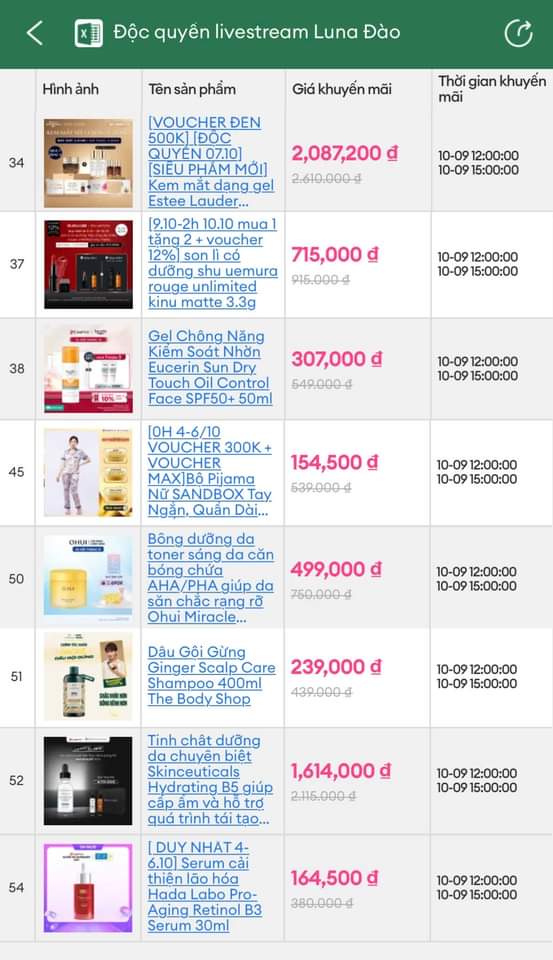 Độc quyền livestream Luna Đào
Hình ảnh
Tên sản phẩm
Giá khuyến mãi
Thời gian khuyến
mãi
34
[VOUCHER ĐEN
500K] [ĐỘC
QUYỀN 07.10]
[SIÊU PHẨM MỚI]
Kem mắt dạng gel
Estee Lauder...
2,087,200 ₫
2.610.000 ₫
10-09 12:00:00
10-09 15:00:00
37
[9.10-2h 10.10 mua 1
tặng 2 + voucher
12%] son lì có
dưỡng shu uemura
rouge unlimited
kinu matte 3.3g
715,000 ₫
915.000 ₫
10-09 12:00:00
10-09 15:00:00
38
Gel Chống Nắng
Kiểm Soát Nhờn
Eucerin Sun Dry
Touch Oil Control
Face SPF50+ 50ml
307,000 ₫
549.000 ₫
10-09 12:00:00
10-09 15:00:00
45
[0H 4-6/10
VOUCHER 300K +
VOUCHER
MAX]Bộ Pijama
Nữ SANDBOX Tay
Ngắn, Quần Dài...
154,500 ₫
539.000 ₫
10-09 12:00:00
10-09 15:00:00
50
OHUI
Bông dưỡng da
toner sáng da căn
bóng chứa
AHA/PHA giúp da
săn chắc rạng rỡ
Ohui Miracle...
499,000 ₫
750.000 ₫
10-09 12:00:00
10-09 15:00:00
51
Dầu Gội Gừng
Ginger Scalp Care
Shampoo 400ml
The Body Shop
239,000 ₫
439.000 ₫
10-09 12:00:00
10-09 15:00:00
52
Tinh chất dưỡng
da chuyên biệt
Skinceuticals
Hydrating B5 giúp
cấp ẩm và hỗ trợ
quá trình tái tạo...
1,614,000 ₫
2.115.000 ₫
10-09 12:00:00
10-09 15:00:00
54
[ DUY NHẤT 4-
6.10] Serum cải
thiện lão hóa
Hada Labo Pro-
Aging Retinol B3
Serum 30ml
164,500 ₫
380.000 ₫
10-09 12:00:00
10-09 15:00:00